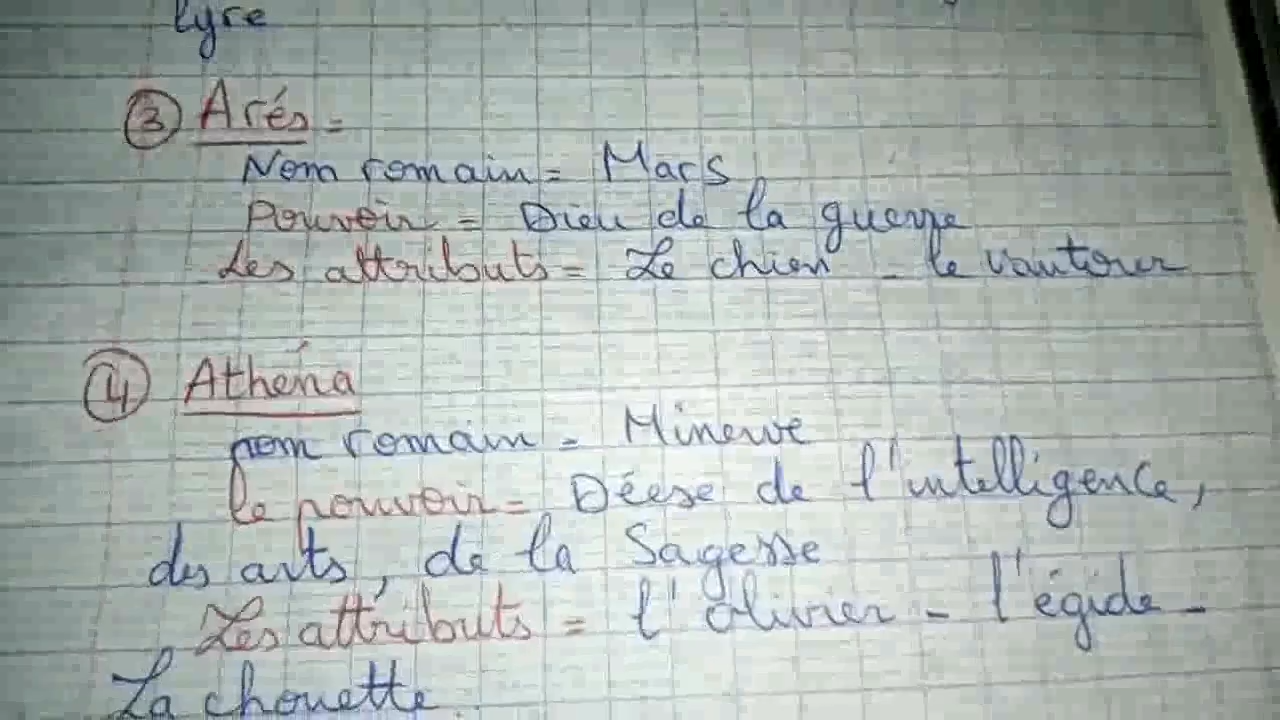 lyre
③ Arés =
Nom romain = Mars
Pouvoir = Dieu de la guerre
Les attributs = Le chien - le vautour
④ Athéna
nom romain = Minerve
le pouvoir = Déese de l'intelligence,
des arts, de la Sagesse
Les attributs = l'olivier - l'égide -
La chouette.